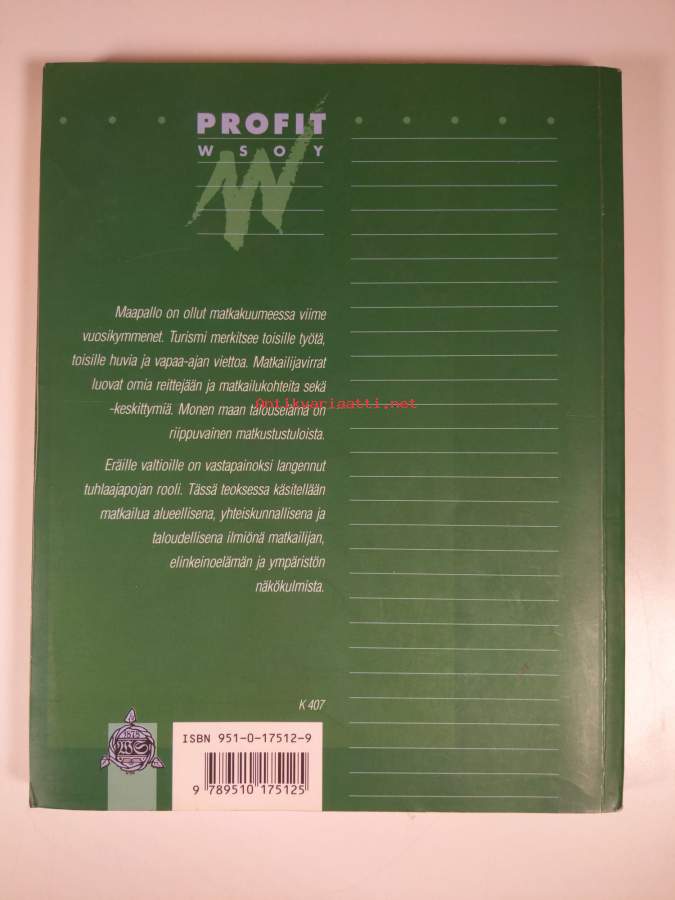 PROFIT
WSOY
Maapallo on ollut matkakuumeessa viime
vuosikymmenet. Turismi merkitsee toisille työtä,
toisille huvia ja vapaa-ajan viettoa. Matkailijavirrat
luovat omia reittejään ja matkailukohteita sekä
Antikvariaatti.net
-keskittymiä. Monen maan talouselämä on
riippuvainen matkustustuloista.
Eräille valtioille on vastapainoksi langennut
tuhlaajapojan rooli. Tässä teoksessa käsitellään
matkailua alueellisena, yhteiskunnallisena ja
taloudellisena ilmiönä matkailijan,
elinkeinoelämän ja ympäristön
näkökulmista.
K 407
1878
WS
ISBN 951-0-17512-9
9 789510 175125